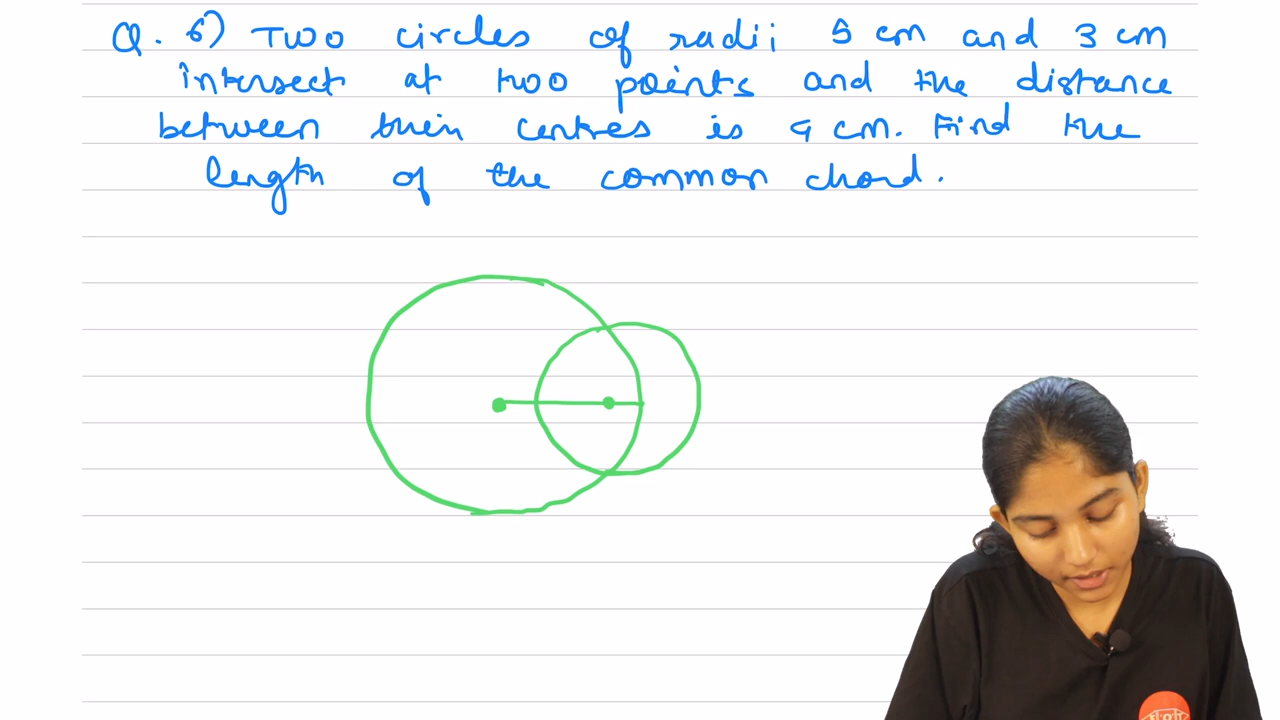 Q. 6) Two circles of radii 5 cm and 3 cm
intersect at two points and the distance
between their centres is 4 cm. Find the
length of the common chord.